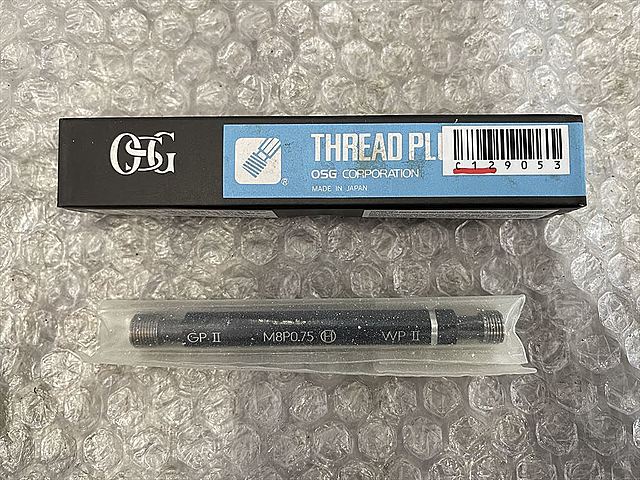 OSG
THREAD PLU
OSG CORPORATION
MADE IN JAPAN
®
C129053
GP II M8P0.75 H WP II